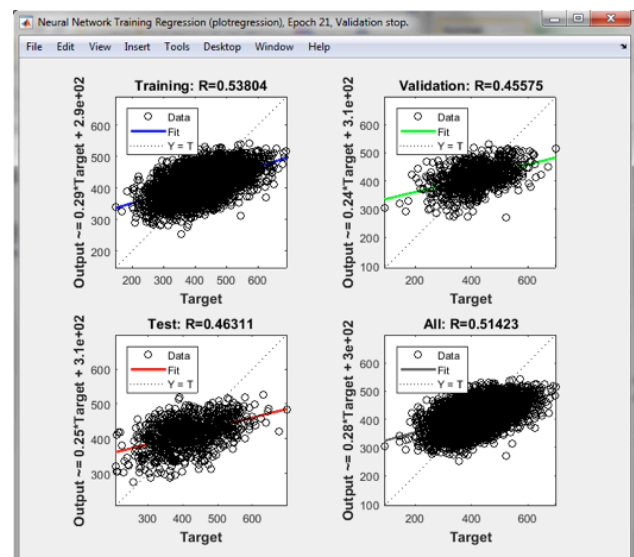 Neural Network Training Regression (plotregression), Epoch 21, Validation stop.
File Edit View Insert Tools Desktop Window Help
Training: R=0.53804
Output ~= 0.29*Target + 2.9e+02
Data
Fit
Y = T
600
500
400
300
200
200 300 400 500 600
Target
Validation: R=0.45575
Output ~= 0.24*Target + 3.1e+02
Data
Fit
Y = T
600
500
400
300
200
100
200 400 600
Target
Test: R=0.46311
Output ~= 0.25*Target + 3.1e+02
Data
Fit
Y = T
600
500
400
300
300 400 500 600
Target
All: R=0.51423
Output ~= 0.28*Target + 3e+02
Data
Fit
Y = T
600
500
400
300
200
100
200 400 600
Target